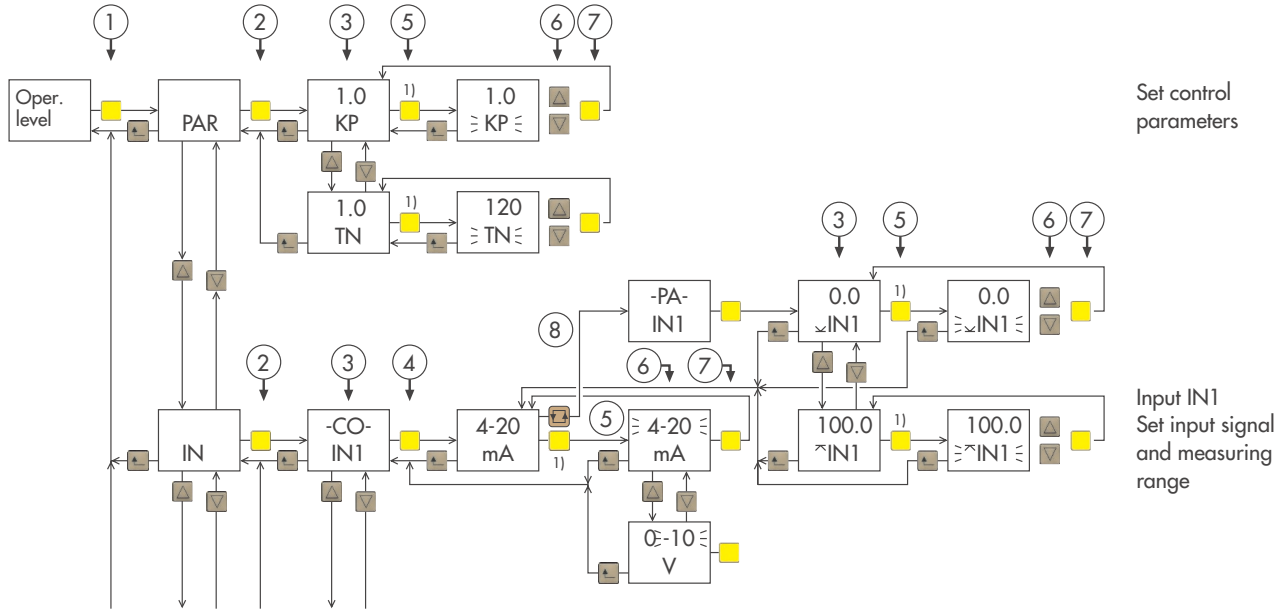 1 2 3 5 6 7
Oper.
level
PAR
1.0
KP
1)
1.0
KP
Set control
parameters
1.0
TN
1)
120
TN
3 5 6 7
-PA-
IN1
0.0
IN1
1)
0.0
IN1
8
6 7
2 3 4
IN
-CO-
IN1
4-20
mA
1)
5
4-20
mA
100.0
IN1
1)
100.0
IN1
Input IN1
Set input signal
and measuring
range
0-10
V